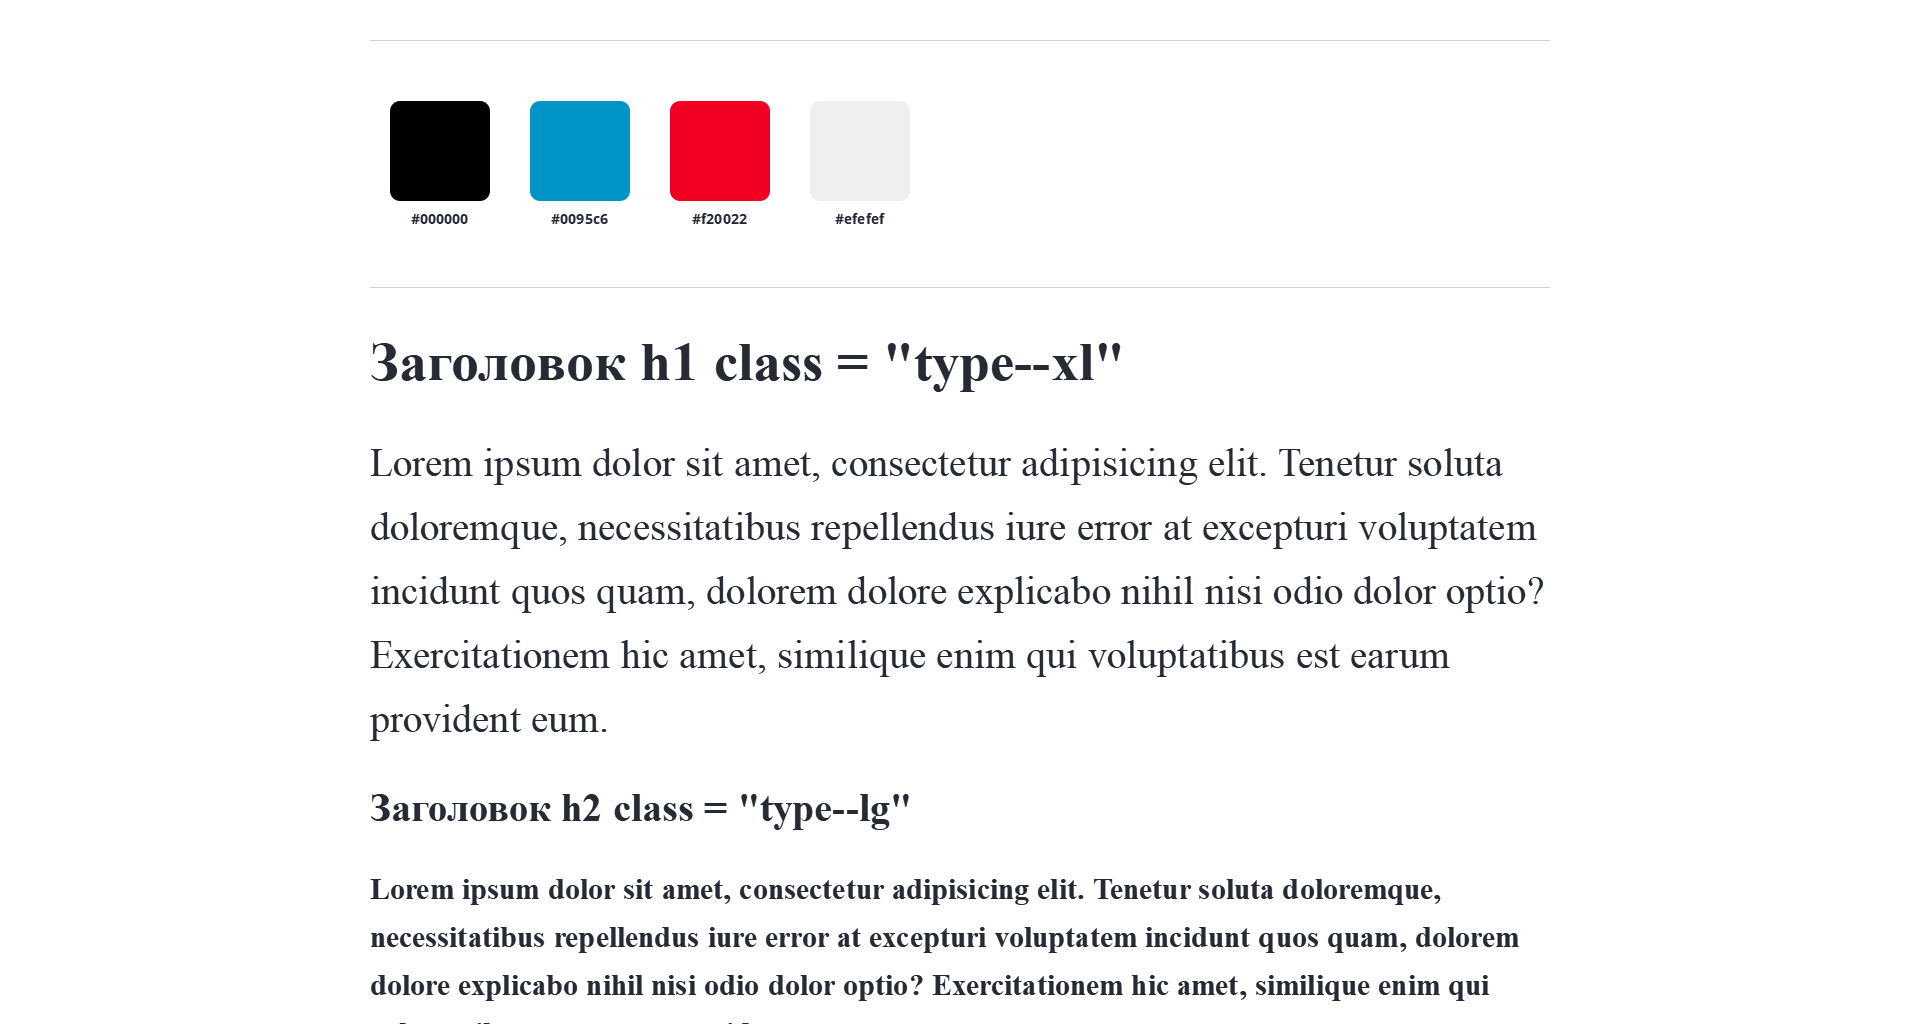 #000000 #0095c6 #f20022 #efefef
Заголовок h1 class = "type--xl"
Lorem ipsum dolor sit amet, consectetur adipisicing elit. Tenetur soluta
doloremque, necessitatibus repellendus iure error at excepturi voluptatem
incidunt quos quam, dolorem dolore explicabo nihil nisi odio dolor optio?
Exercitationem hic amet, similique enim qui voluptatibus est earum
provident eum.
Заголовок h2 class = "type--lg"
Lorem ipsum dolor sit amet, consectetur adipisicing elit. Tenetur soluta doloremque,
necessitatibus repellendus iure error at excepturi voluptatem incidunt quos quam, dolorem
dolore explicabo nihil nisi odio dolor optio? Exercitationem hic amet, similique enim qui